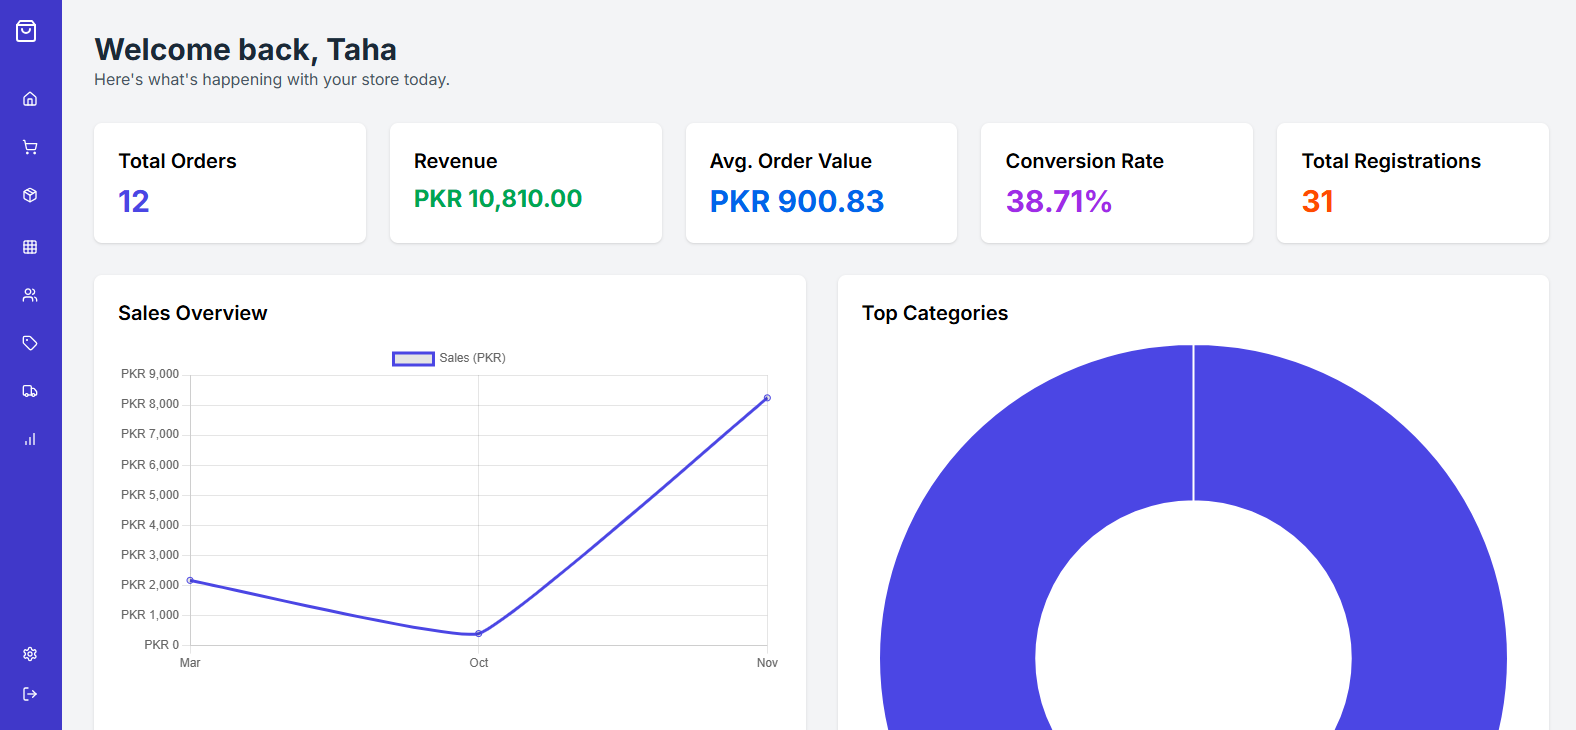 Welcome back, Taha
Here's what's happening with your store today.
Total Orders
12
Revenue
PKR 10,810.00
Avg. Order Value
PKR 900.83
Conversion Rate
38.71%
Total Registrations
31
Sales Overview
Sales (PKR)
PKR 9,000
PKR 8,000
PKR 7,000
PKR 6,000
PKR 5,000
PKR 4,000
PKR 3,000
PKR 2,000
PKR 1,000
PKR 0
Mar
Oct
Nov
Top Categories